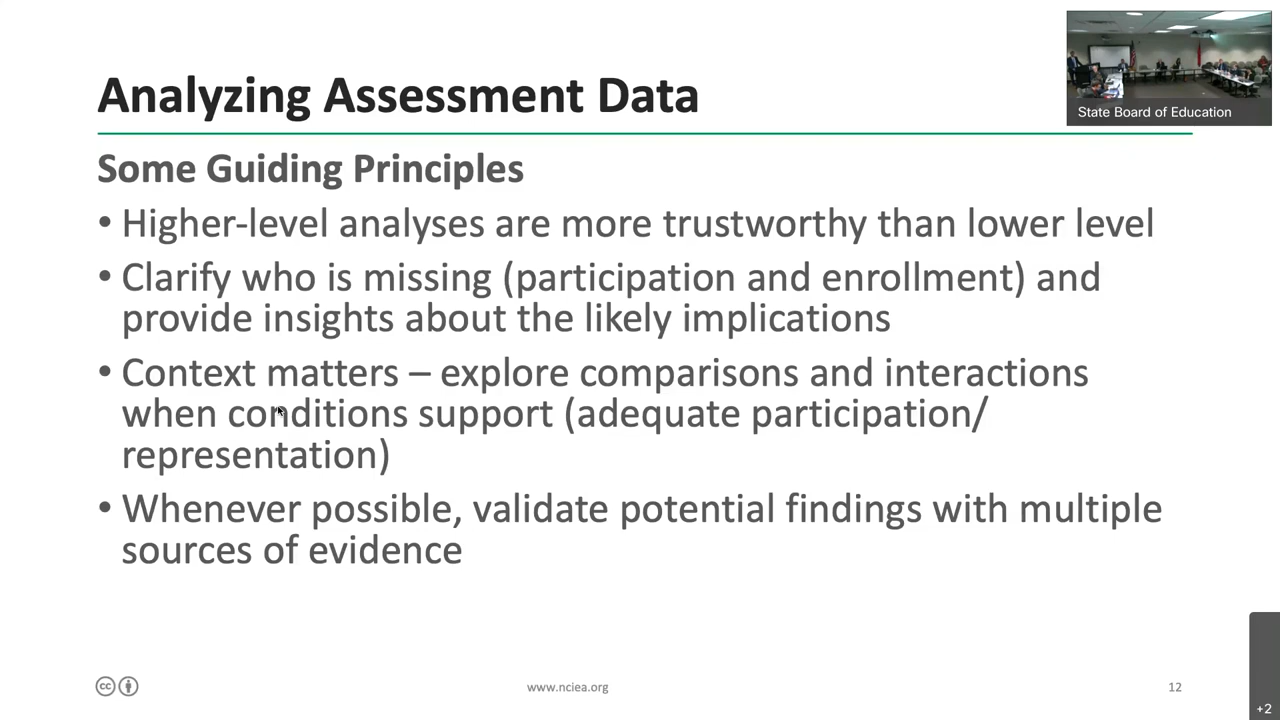 Analyzing Assessment Data
State Board of Education
Some Guiding Principles
• Higher-level analyses are more trustworthy than lower level
• Clarify who is missing (participation and enrollment) and
provide insights about the likely implications
• Context matters – explore comparisons and interactions
when conditions support (adequate participation/
representation)
• Whenever possible, validate potential findings with multiple
sources of evidence
cc
www.nciea.org
12
+2